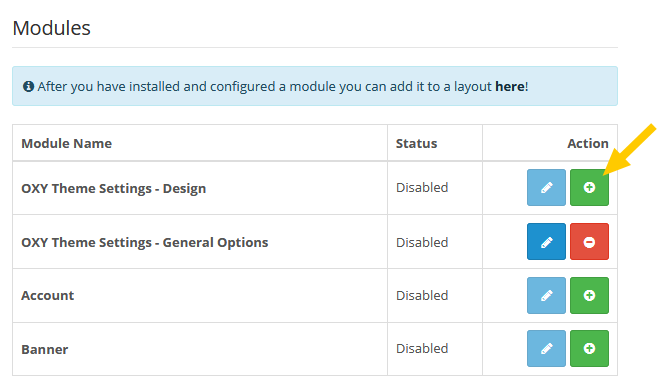 Modules
After you have installed and configured a module you can add it to a layout here!
Module Name Status Action
OXY Theme Settings - Design Disabled
OXY Theme Settings - General Options Disabled
Account Disabled
Banner Disabled